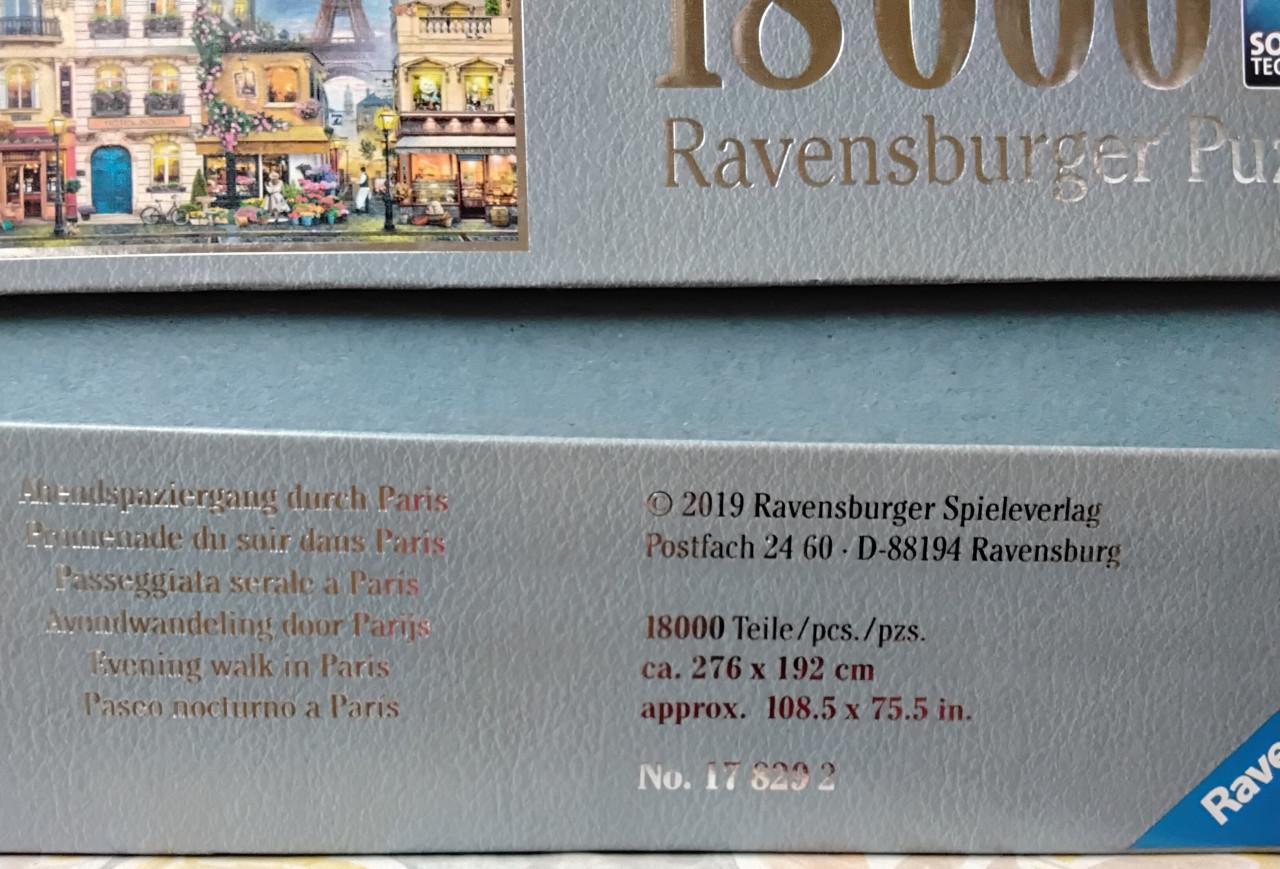 18000
Ravensburger
SO
TEC
Abendspaziergang durch Paris
Promenade du soir dans Paris
Passeggiata serale a Paris
Avondwandeling door Parijs
Evening walk in Paris
Paseo nocturno a Paris
© 2019 Ravensburger Spieleverlag
Postfach 24 60 · D-88194 Ravensburg
18000 Teile/pcs./pzs.
ca. 276 x 192 cm
approx. 108.5 x 75.5 in.
No. 17 829 2
Rave